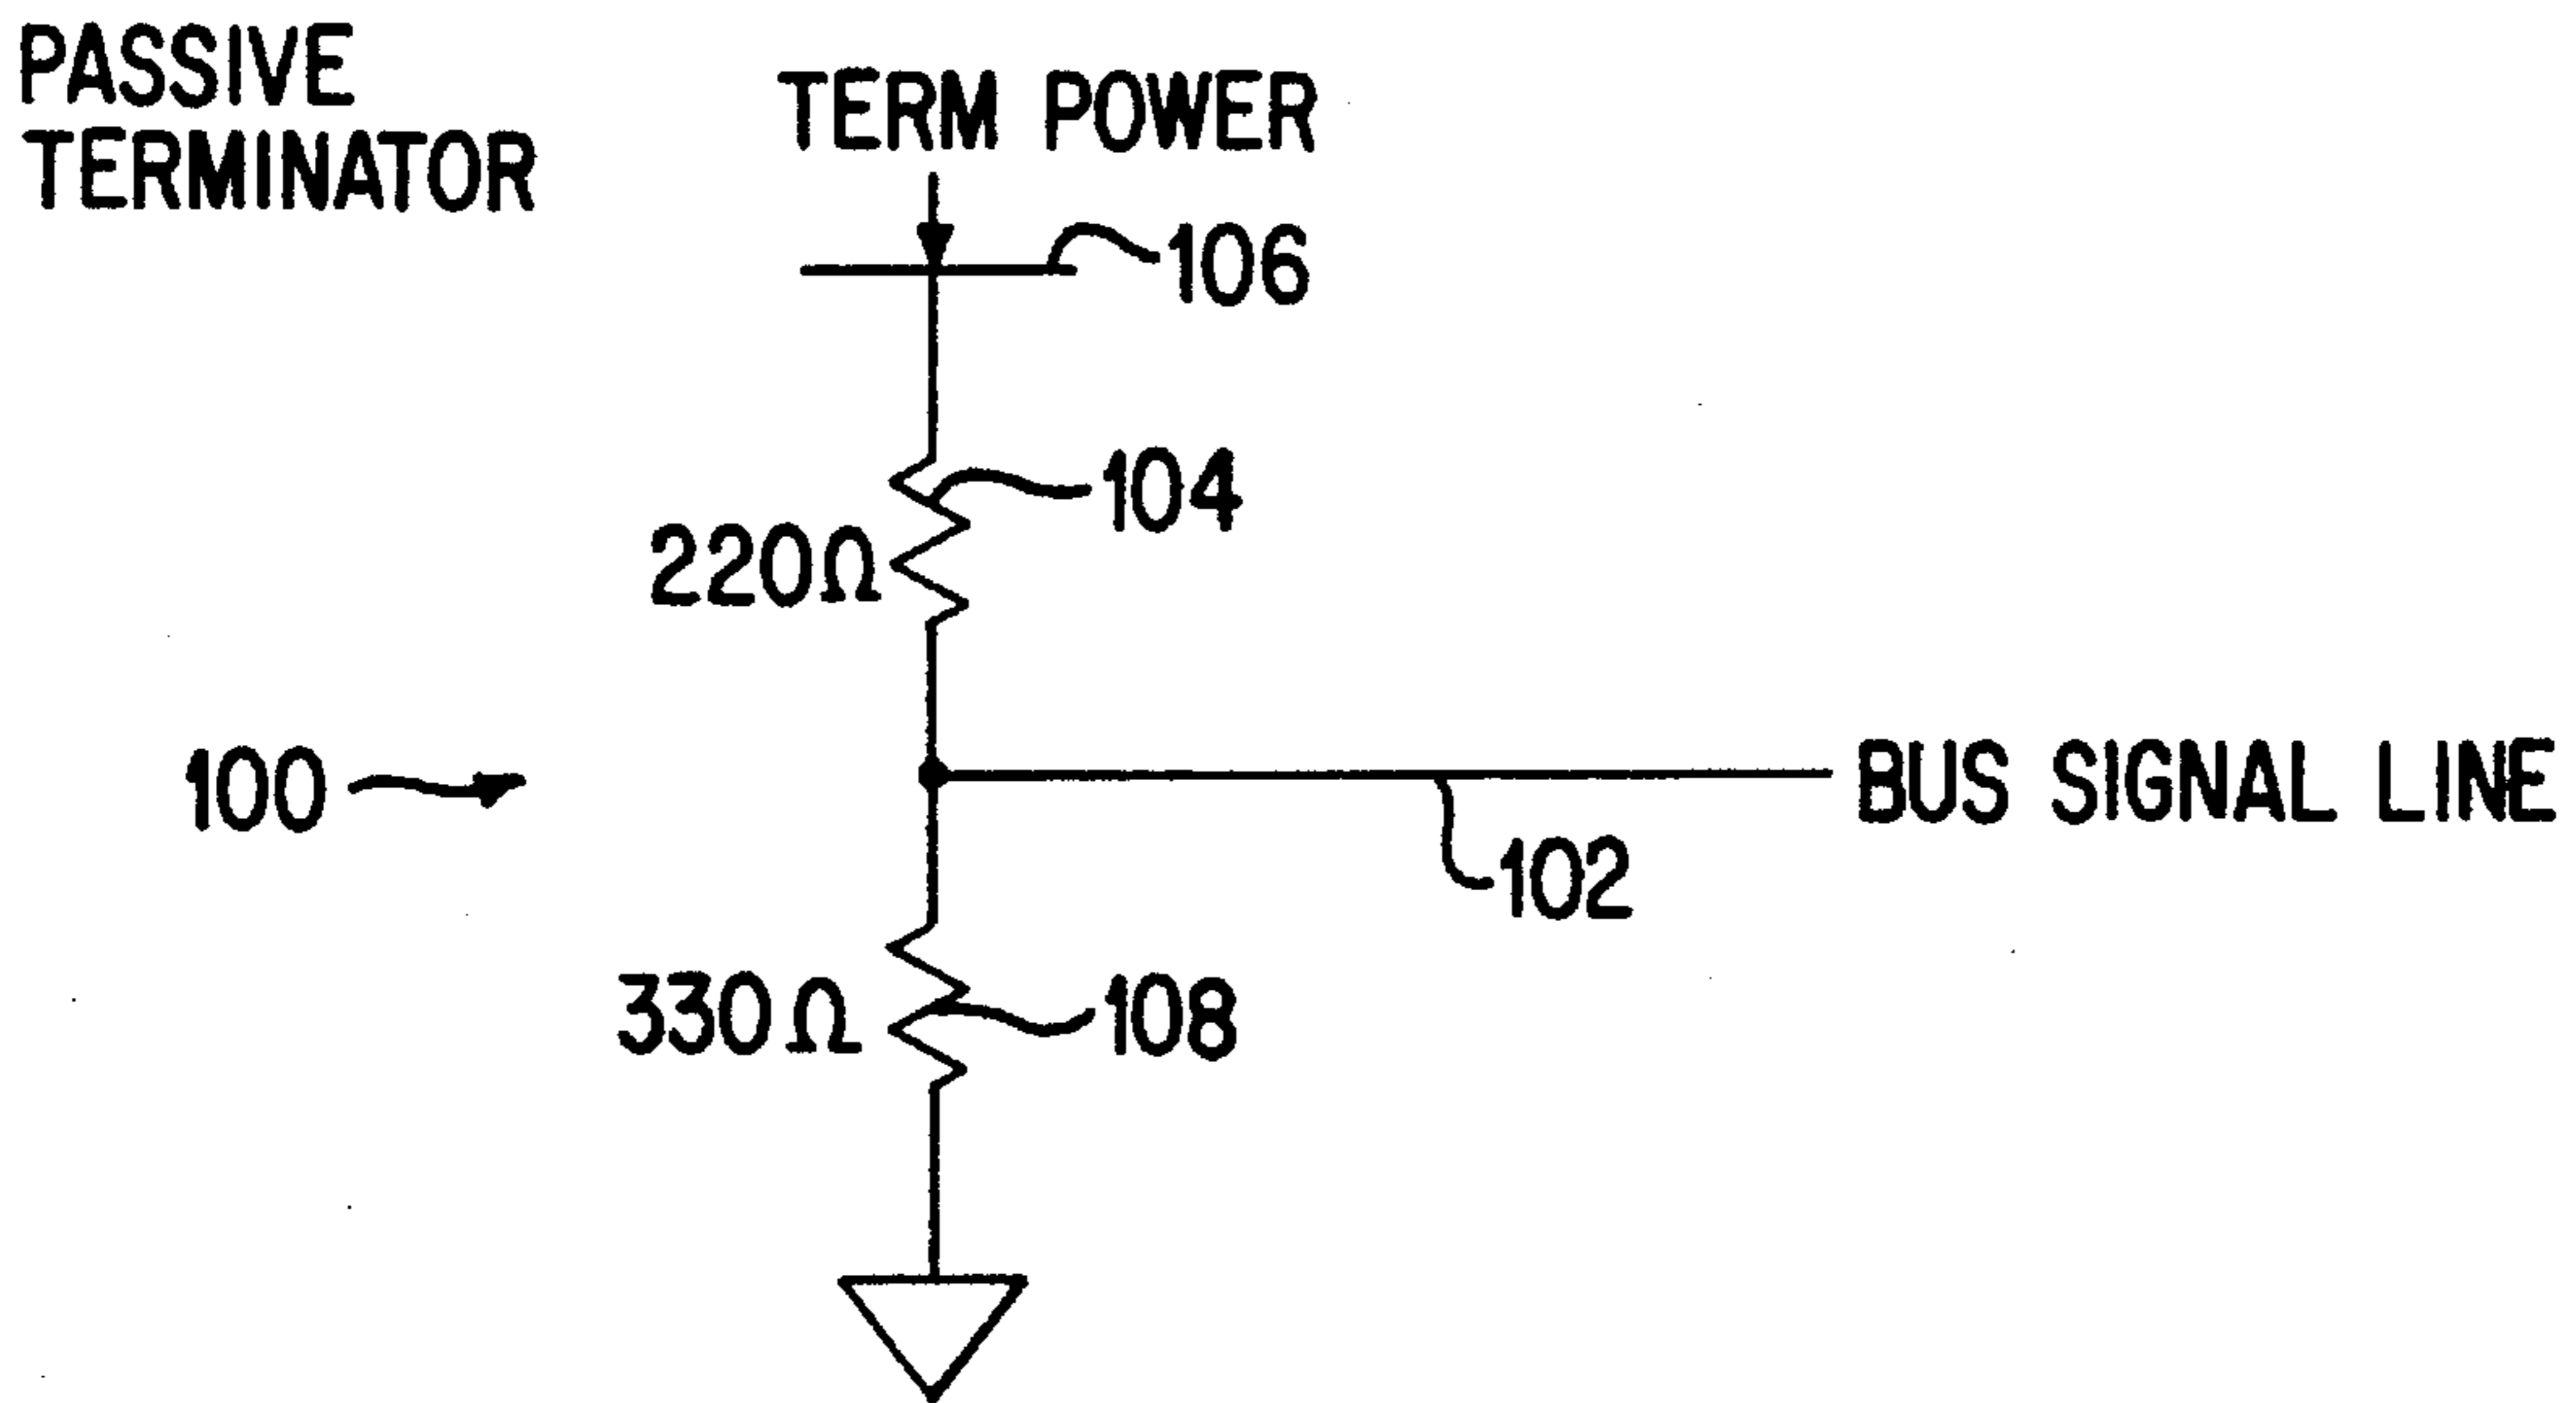 PASSIVE
TERMINATOR
TERM POWER
106
104
220Ω
100
BUS SIGNAL LINE
102
330Ω
108